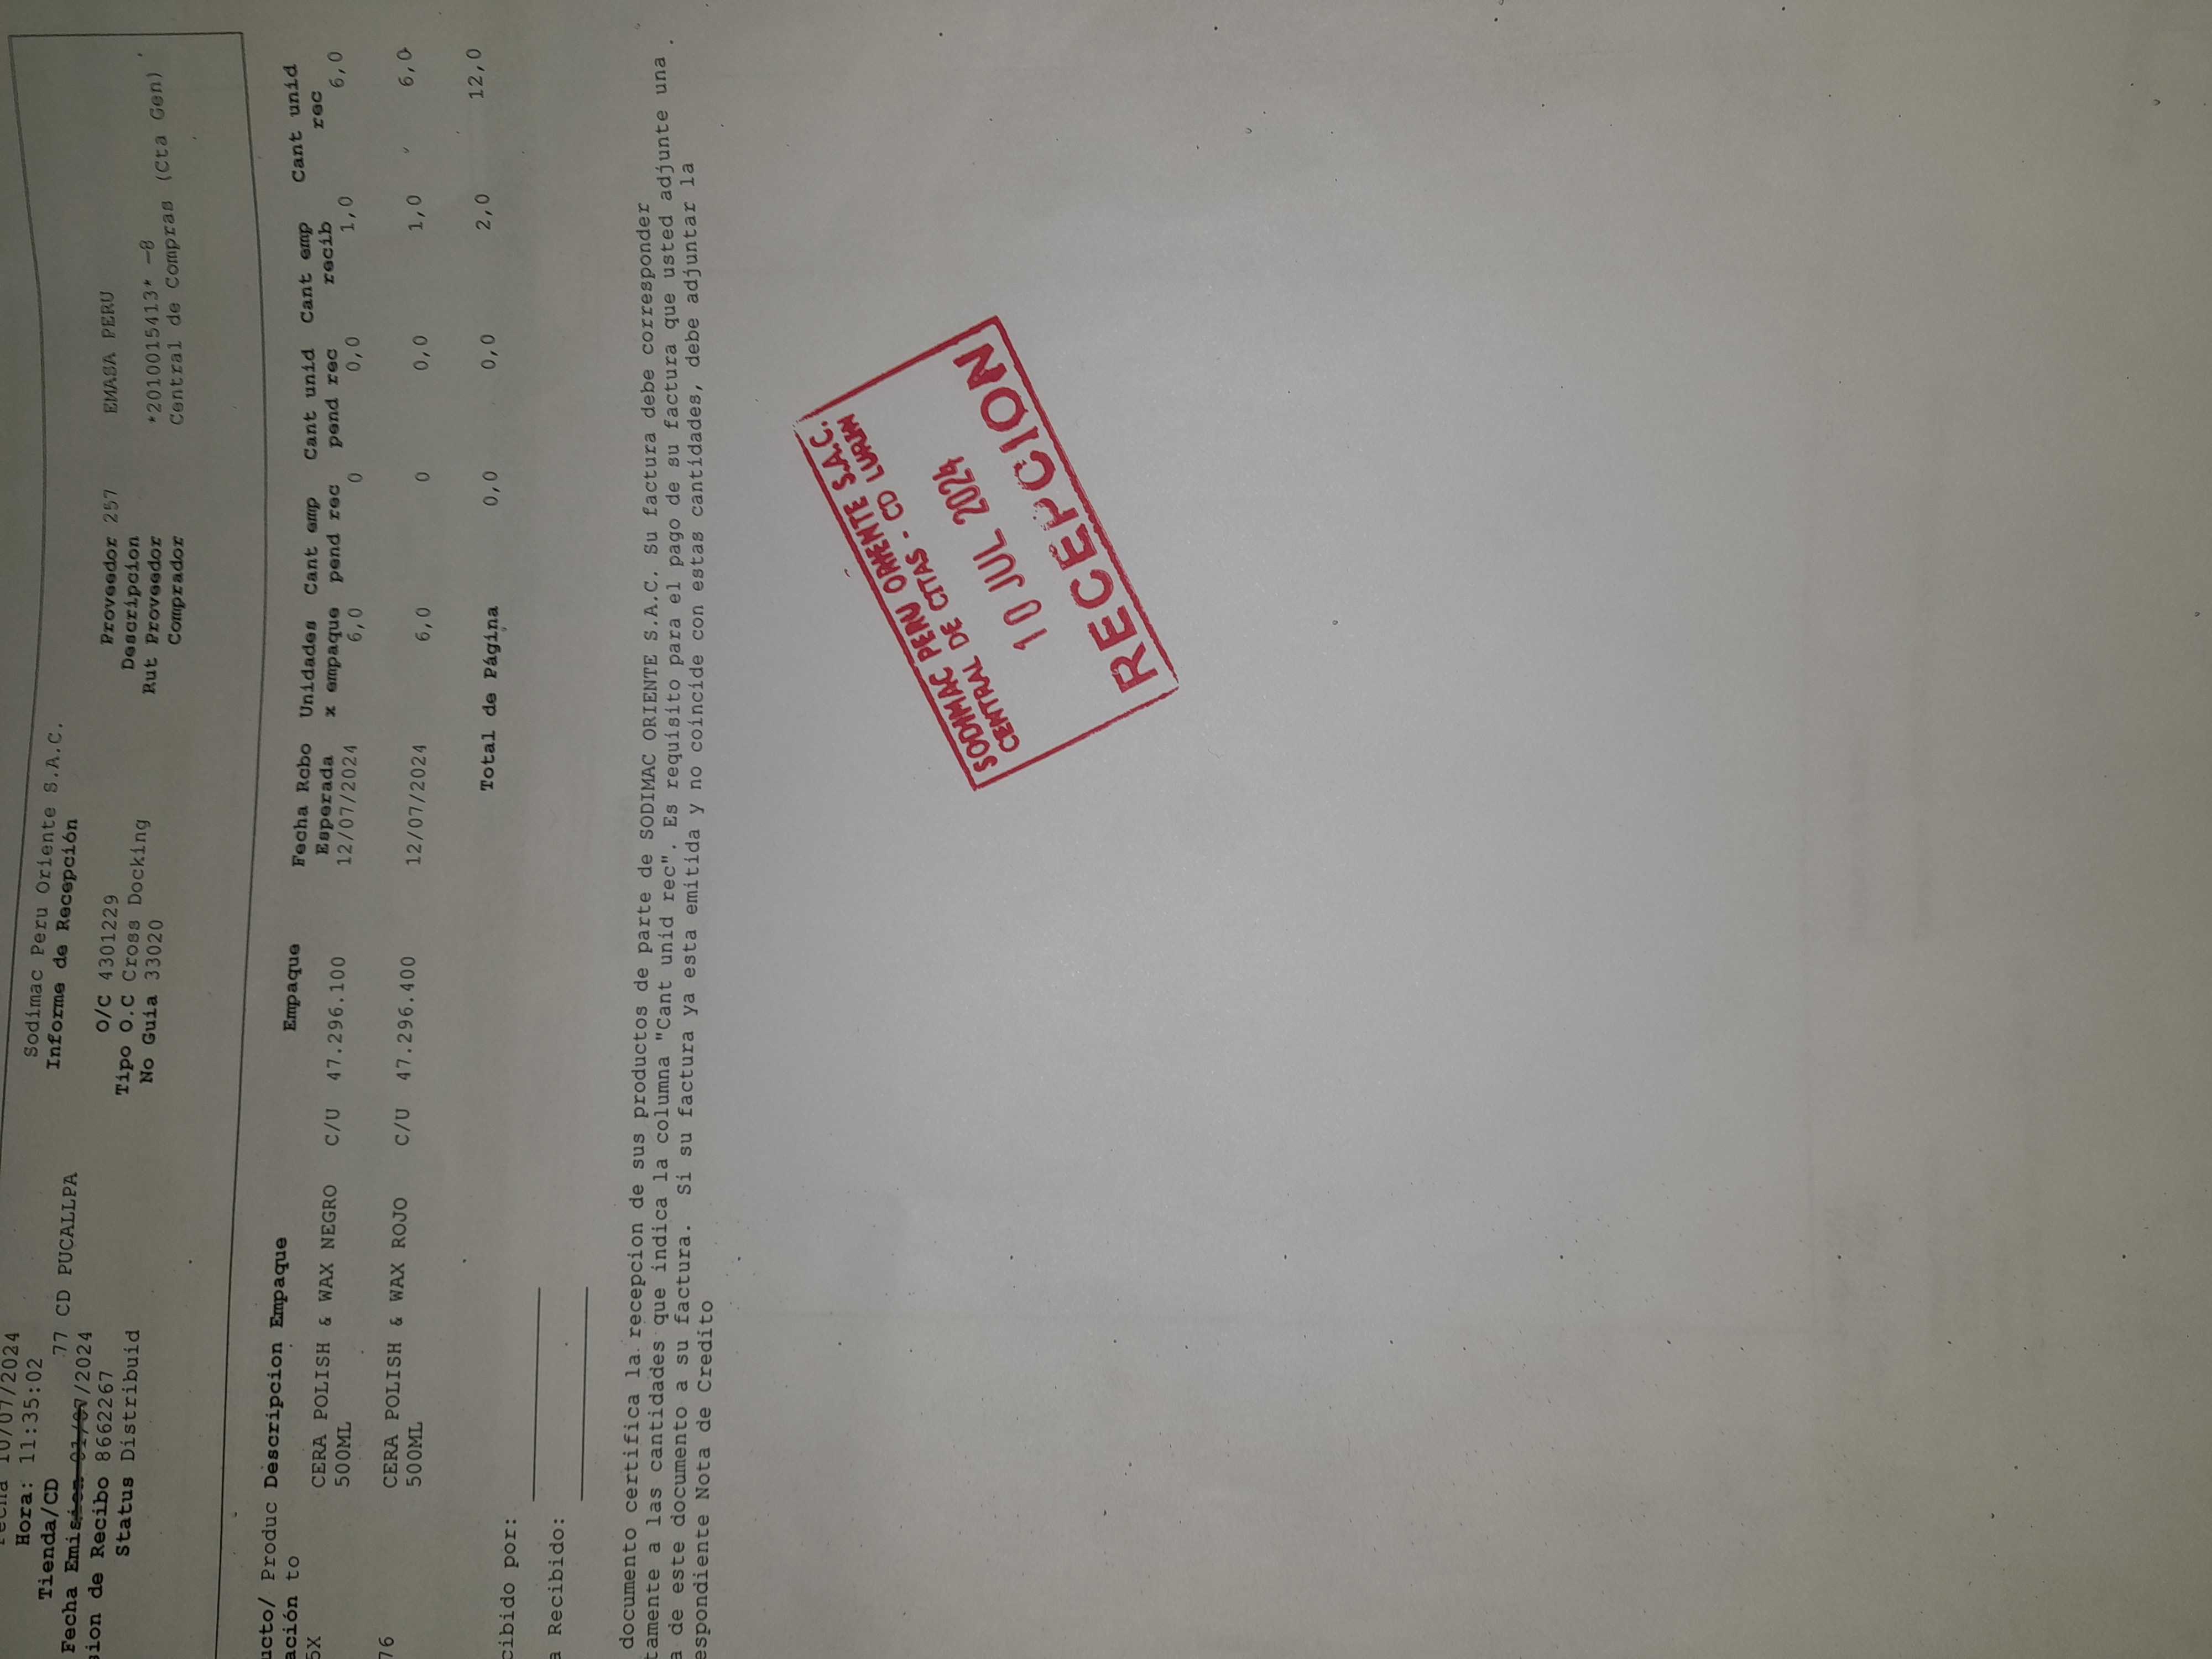 Sodimac Peru Oriente S.A.C.
Informe de Recepción
10/07/2024
Hora: 11:35:02
Tienda/CD 77 CD PUCALLPA
Fecha Emision 01/07/2024
sion de Recibo 8662267
Status Distribuid
O/C 4301229
Tipo O.C Cross Docking
No Guia 33020
Proveedor 257
Descripcion EMASA PERU
Rut Proveedor *2010015413* -8
Comprador Central de Compras (Cta Gen)
ucto/ Produc Descripcion Empaque Empaque Fecha Rcbo Unidades Cant emp Cant unid Cant emp Cant unid
ación to Esperada x empaque pend rec pend rec recib rec
5X CERA POLISH & WAX NEGRO C/U 47.296.100 12/07/2024 6,0 0 0,0 1,0 6,0
500ML
76 CERA POLISH & WAX ROJO C/U 47.296.400 12/07/2024 6,0 0 0,0 1,0 6,0
500ML
Total de Página 0,0 0,0 2,0 12,0
cibido por:
a Recibido:
documento certifica la recepcion de sus productos de parte de SODIMAC ORIENTE S.A.C. Su factura debe corresponder
tamente a las cantidades que indica la columna "Cant unid rec". Es requisito para el pago de su factura que usted adjunte una
a de este documento a su factura. Si su factura ya esta emitida y no coincide con estas cantidades, debe adjuntar la
espondiente Nota de Credito
SODIMAC PERU ORIENTE S.A.C.
CENTRAL DE CITAS - CD LURIN
10 JUL 2024
RECEPCION